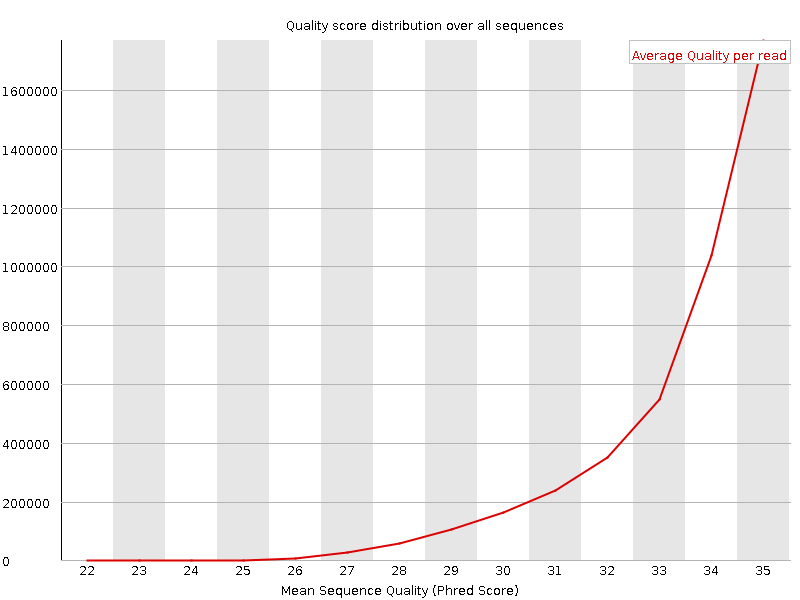 Quality score distribution over all sequences
Average Quality per read
1600000
1400000
1200000
1000000
800000
600000
400000
200000
0
22 23 24 25 26 27 28 29 30 31 32 33 34 35
Mean Sequence Quality (Phred Score)